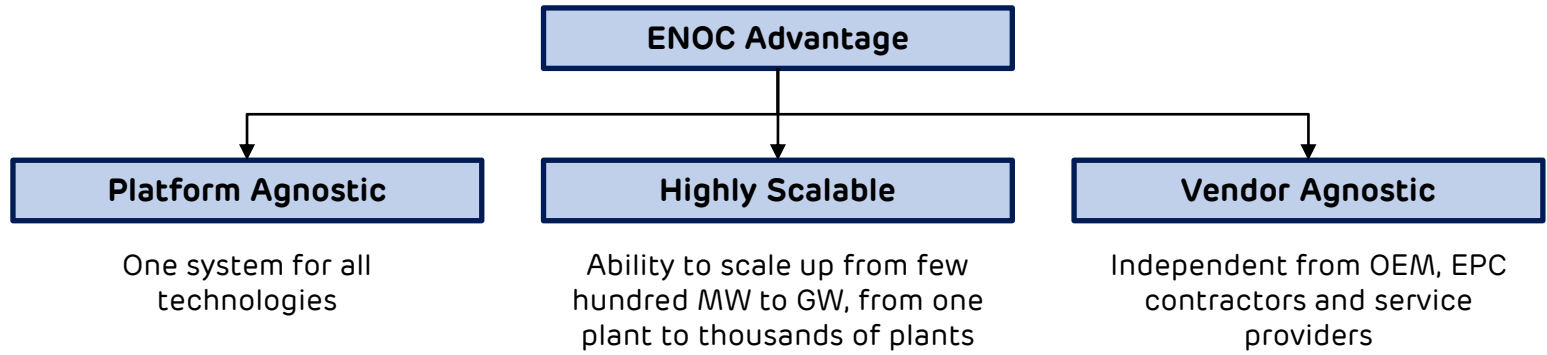 ENOC Advantage
Platform Agnostic
Highly Scalable
Vendor Agnostic
One system for all
technologies
Ability to scale up from few
hundred MW to GW, from one
plant to thousands of plants
Independent from OEM, EPC
contractors and service
providers